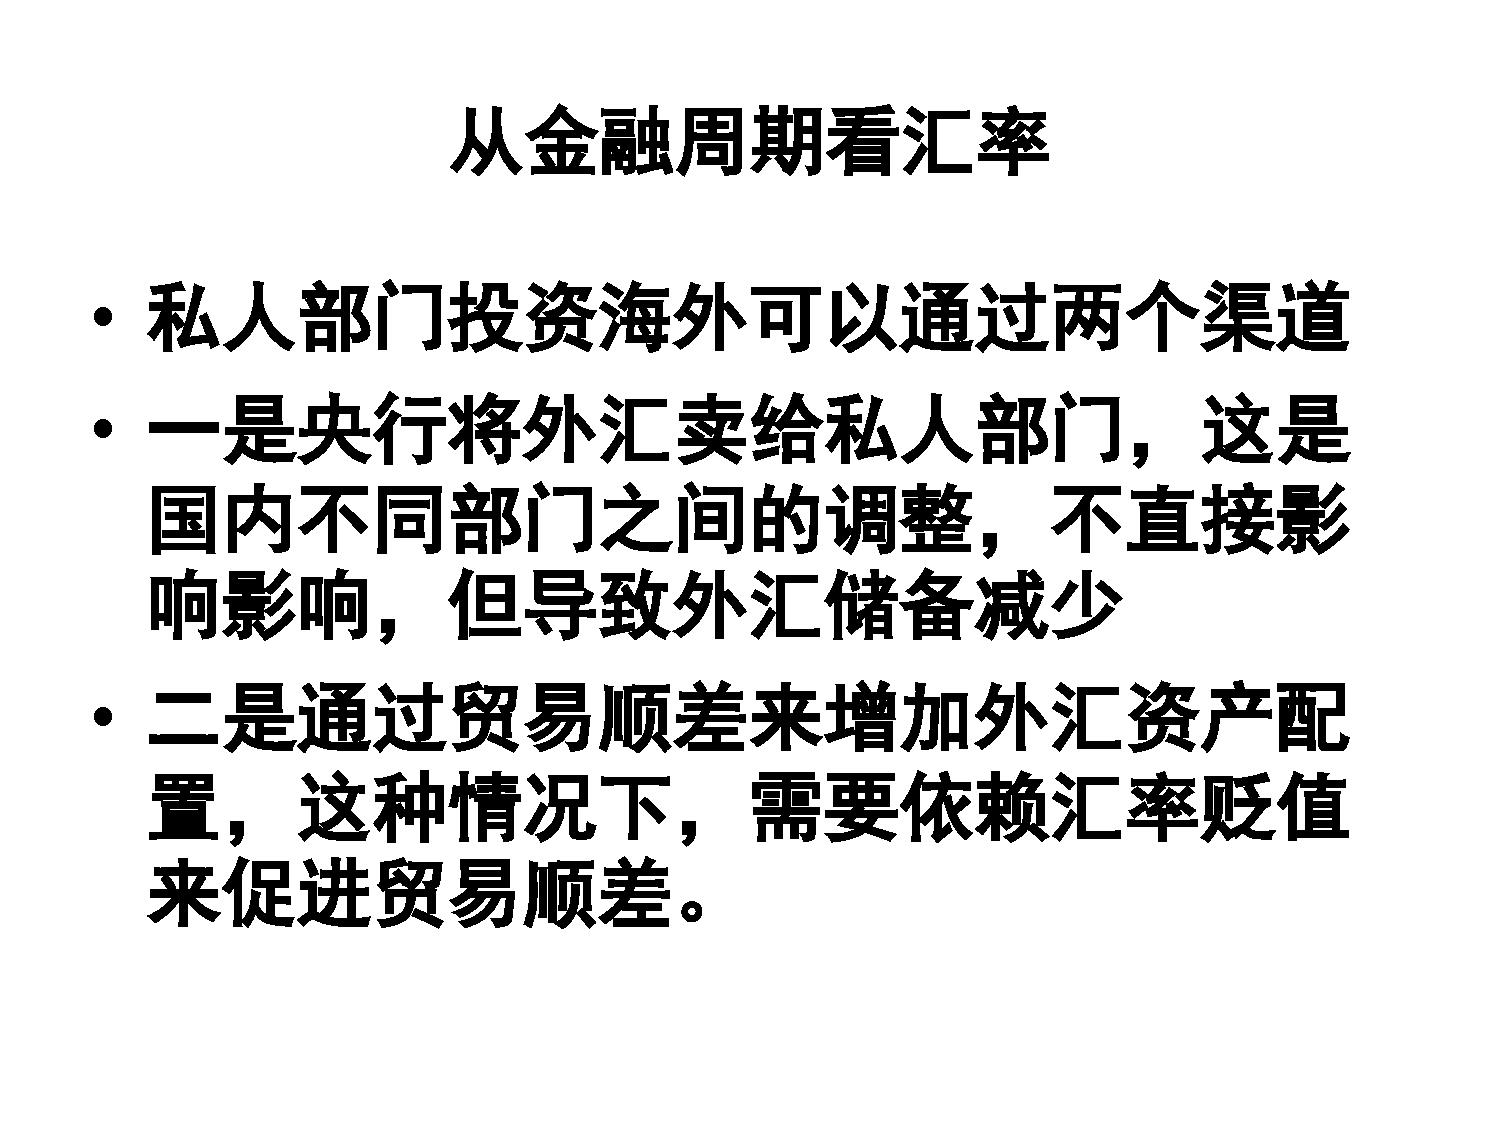 从金融周期看汇率
• 私人部门投资海外可以通过两个渠道
• 一是央行将外汇卖给私人部门，这是
国内不同部门之间的调整，不直接影
响影响，但导致外汇储备减少
• 二是通过贸易顺差来增加外汇资产配
置，这种情况下，需要依赖汇率贬值
来促进贸易顺差。